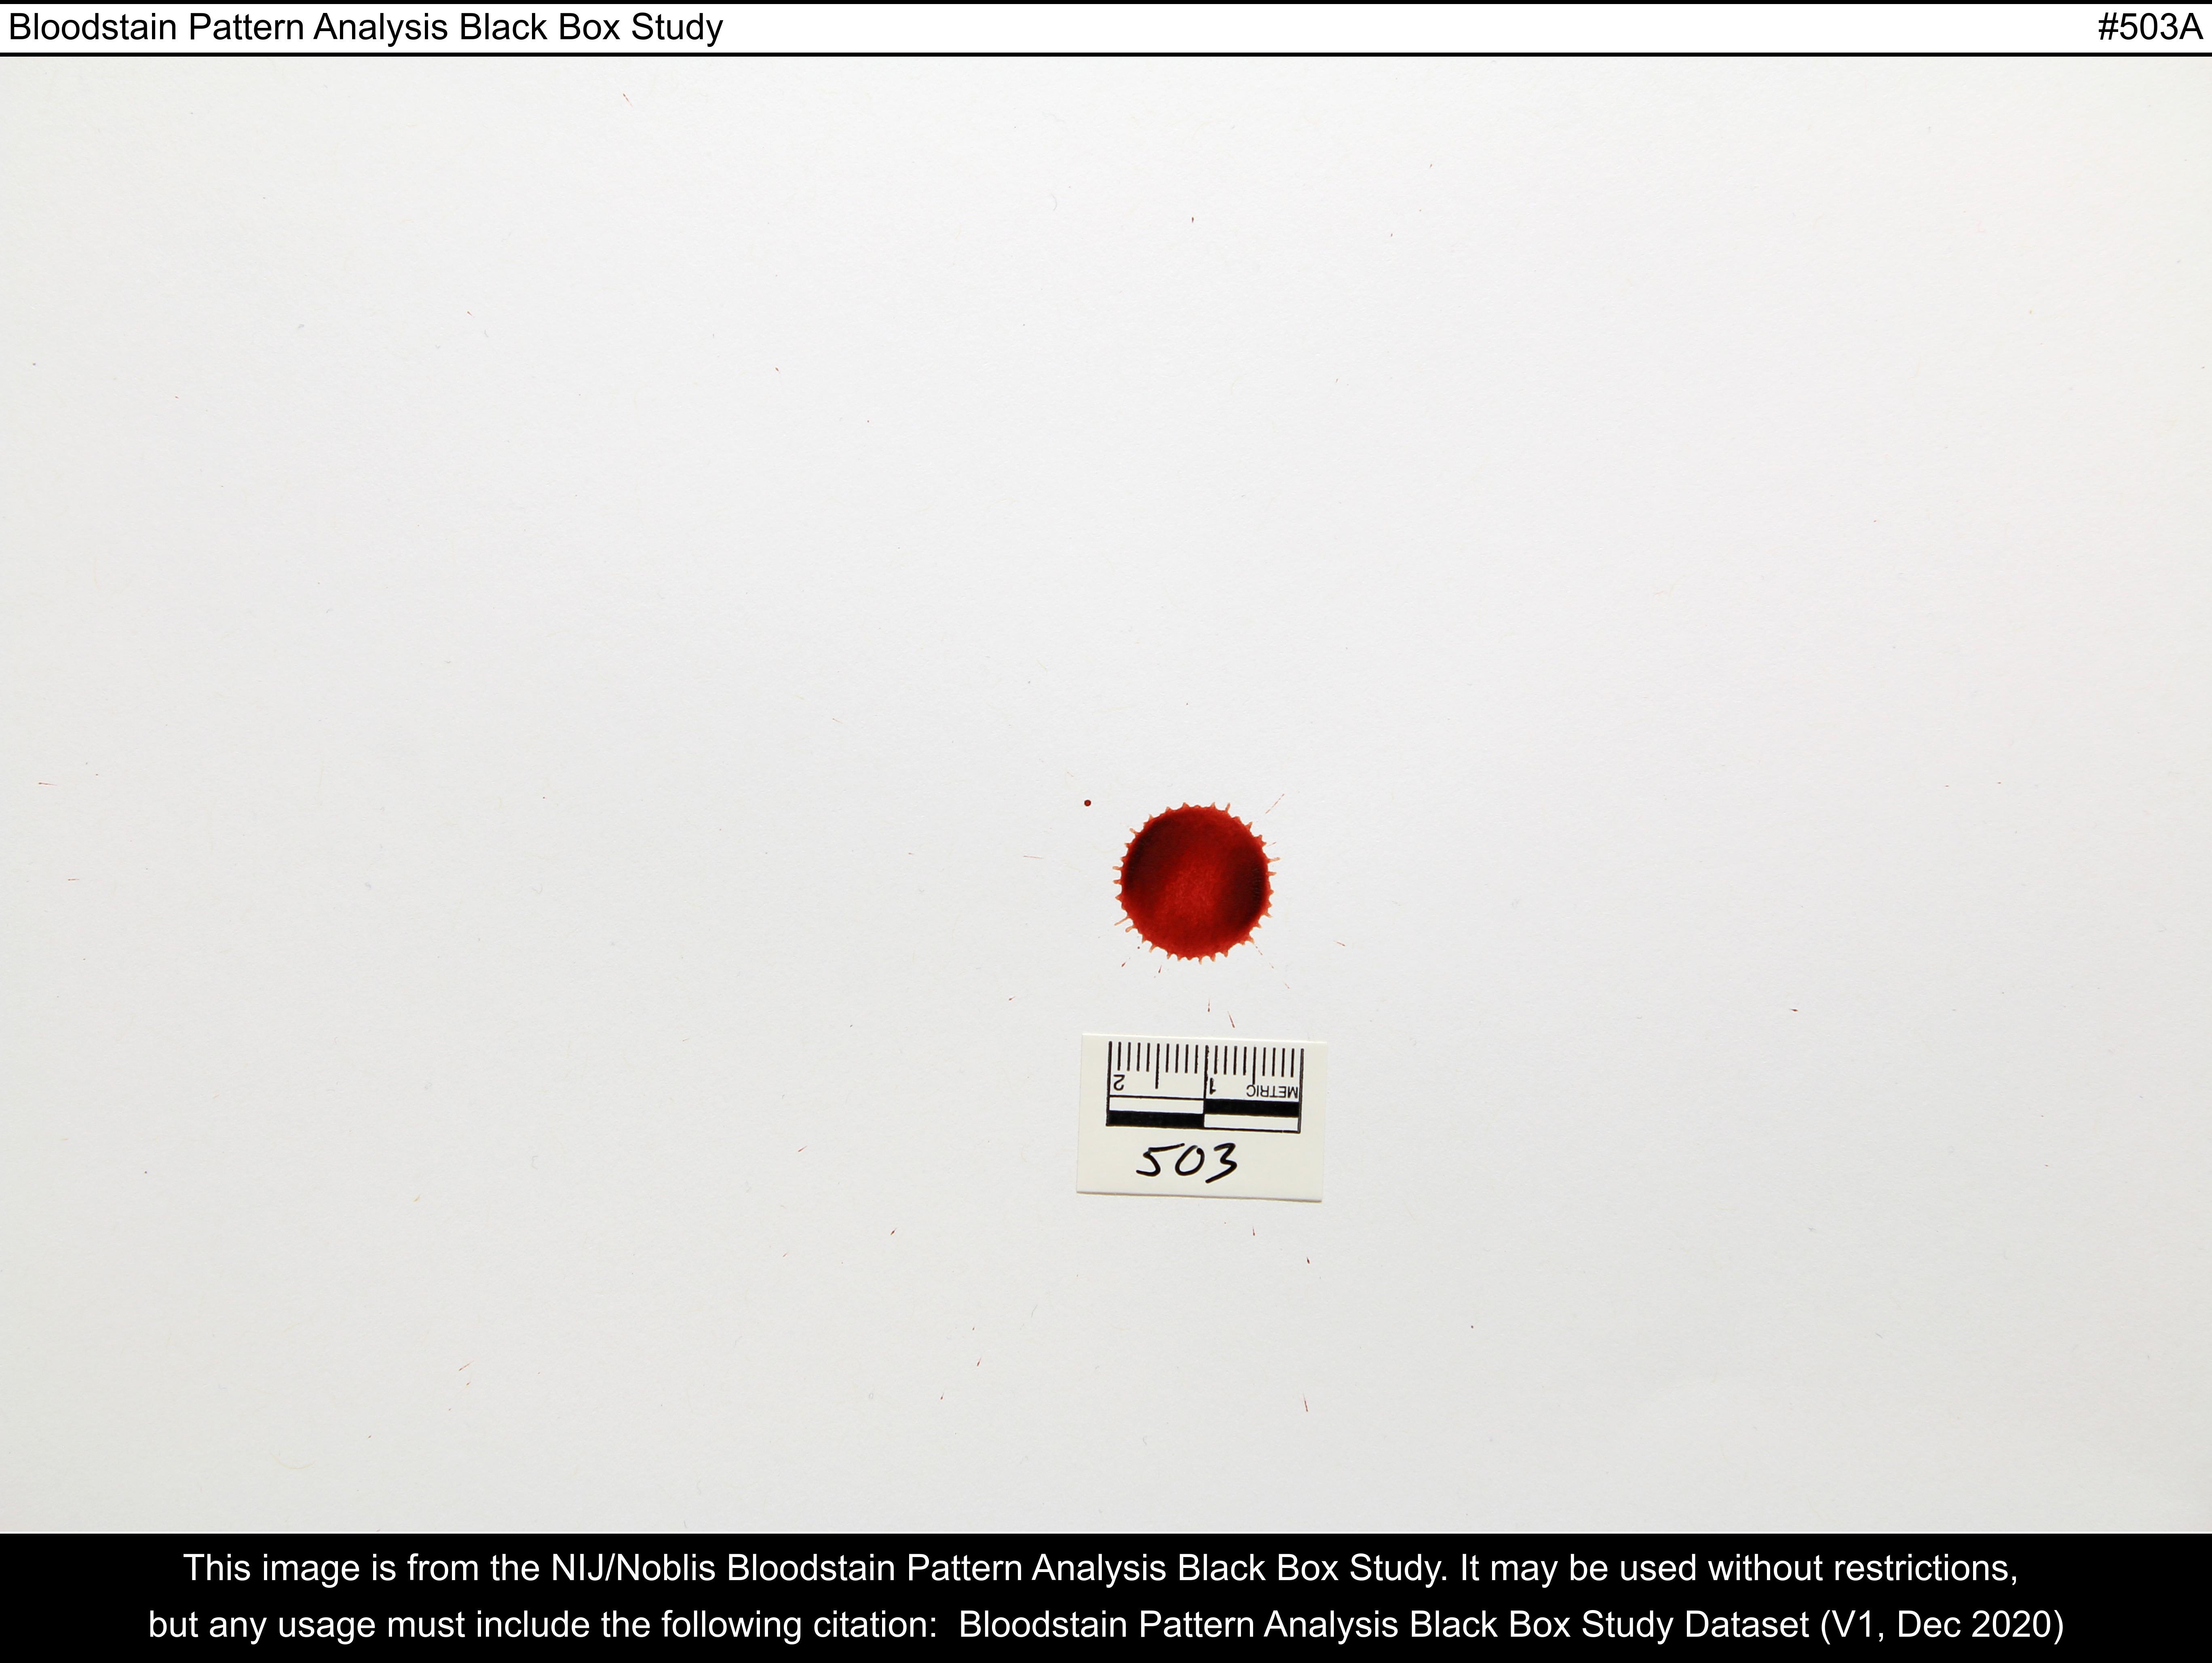 Bloodstain Pattern Analysis Black Box Study #503A
2 1 METRIC
503
This image is from the NIJ/Noblis Bloodstain Pattern Analysis Black Box Study. It may be used without restrictions,
but any usage must include the following citation: Bloodstain Pattern Analysis Black Box Study Dataset (V1, Dec 2020)